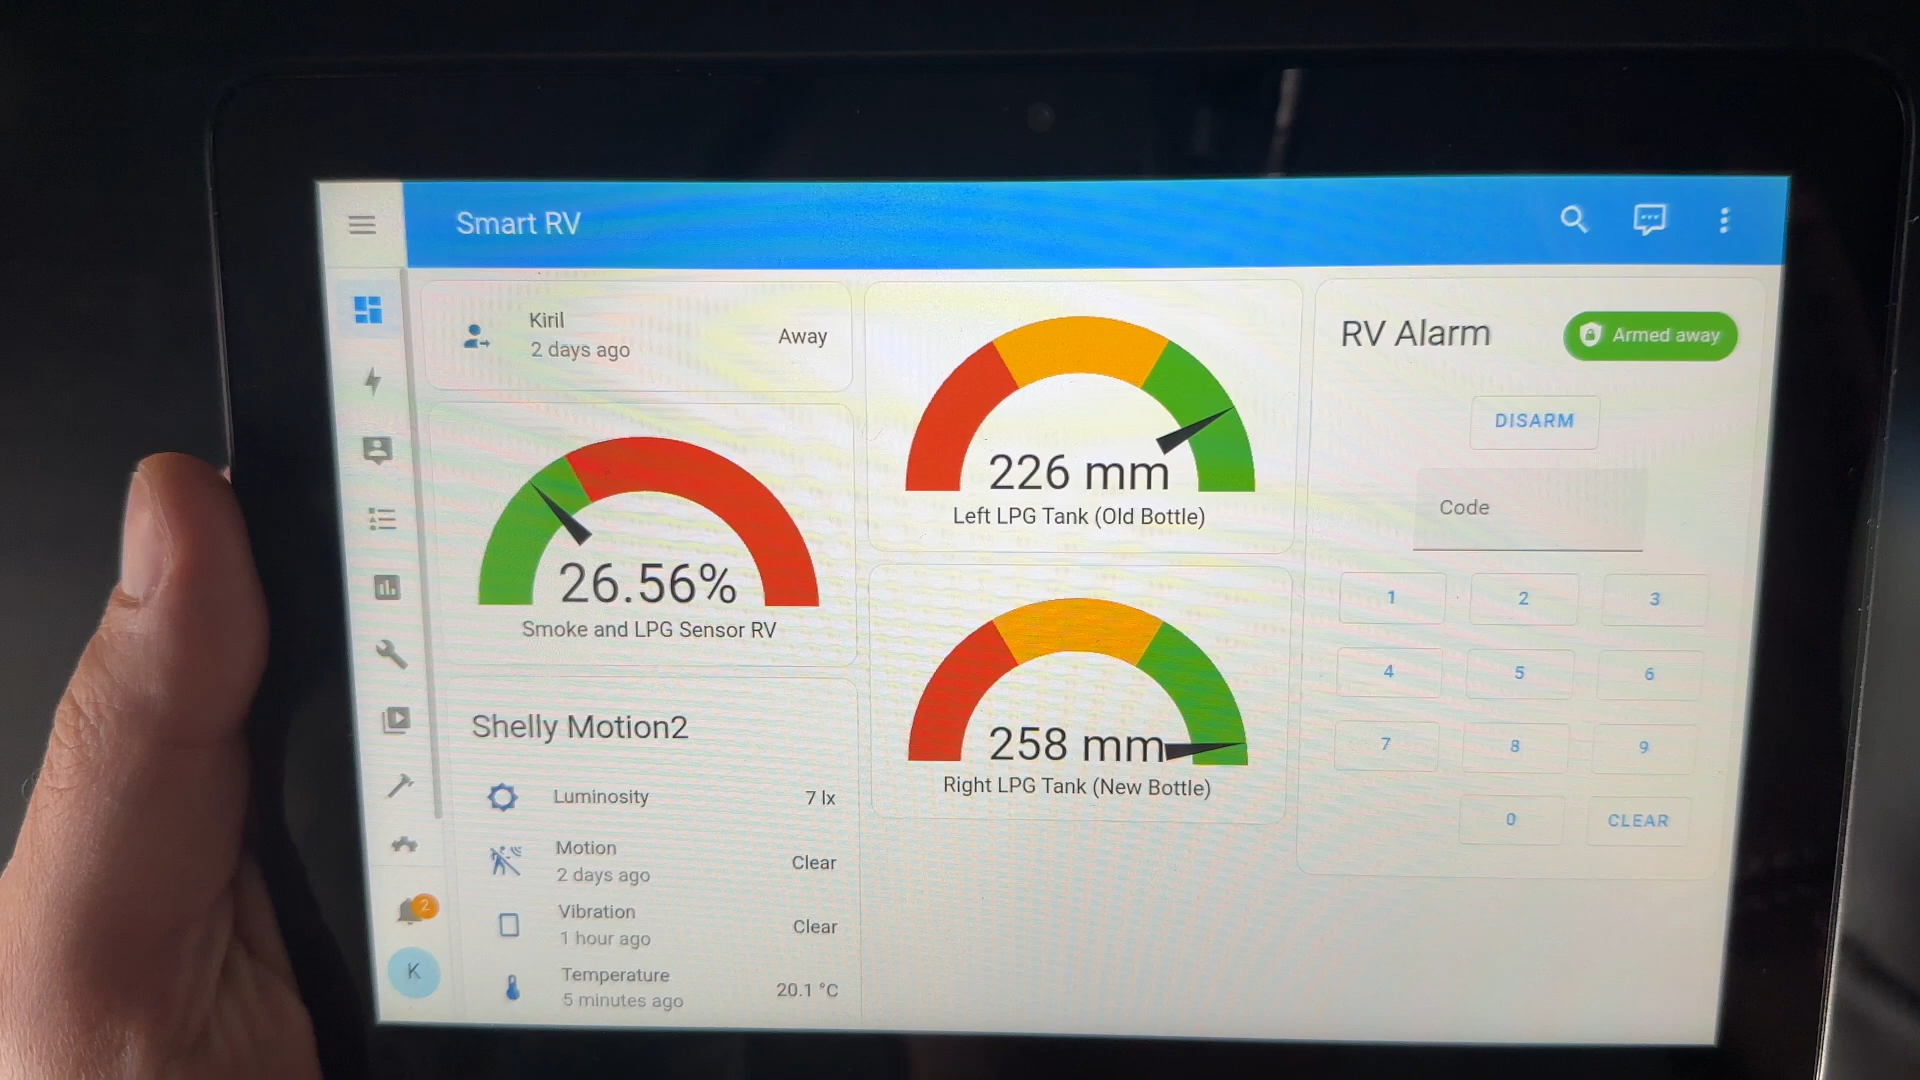 Smart RV
Kiril
2 days ago
Away
26.56%
Smoke and LPG Sensor RV
Shelly Motion2
Luminosity
7 lx
Motion
2 days ago
Clear
Vibration
1 hour ago
Clear
Temperature
5 minutes ago
20.1 °C
226 mm
Left LPG Tank (Old Bottle)
258 mm
Right LPG Tank (New Bottle)
RV Alarm
Armed away
DISARM
Code
1 2 3
4 5 6
7 8 9
0 CLEAR
2
K